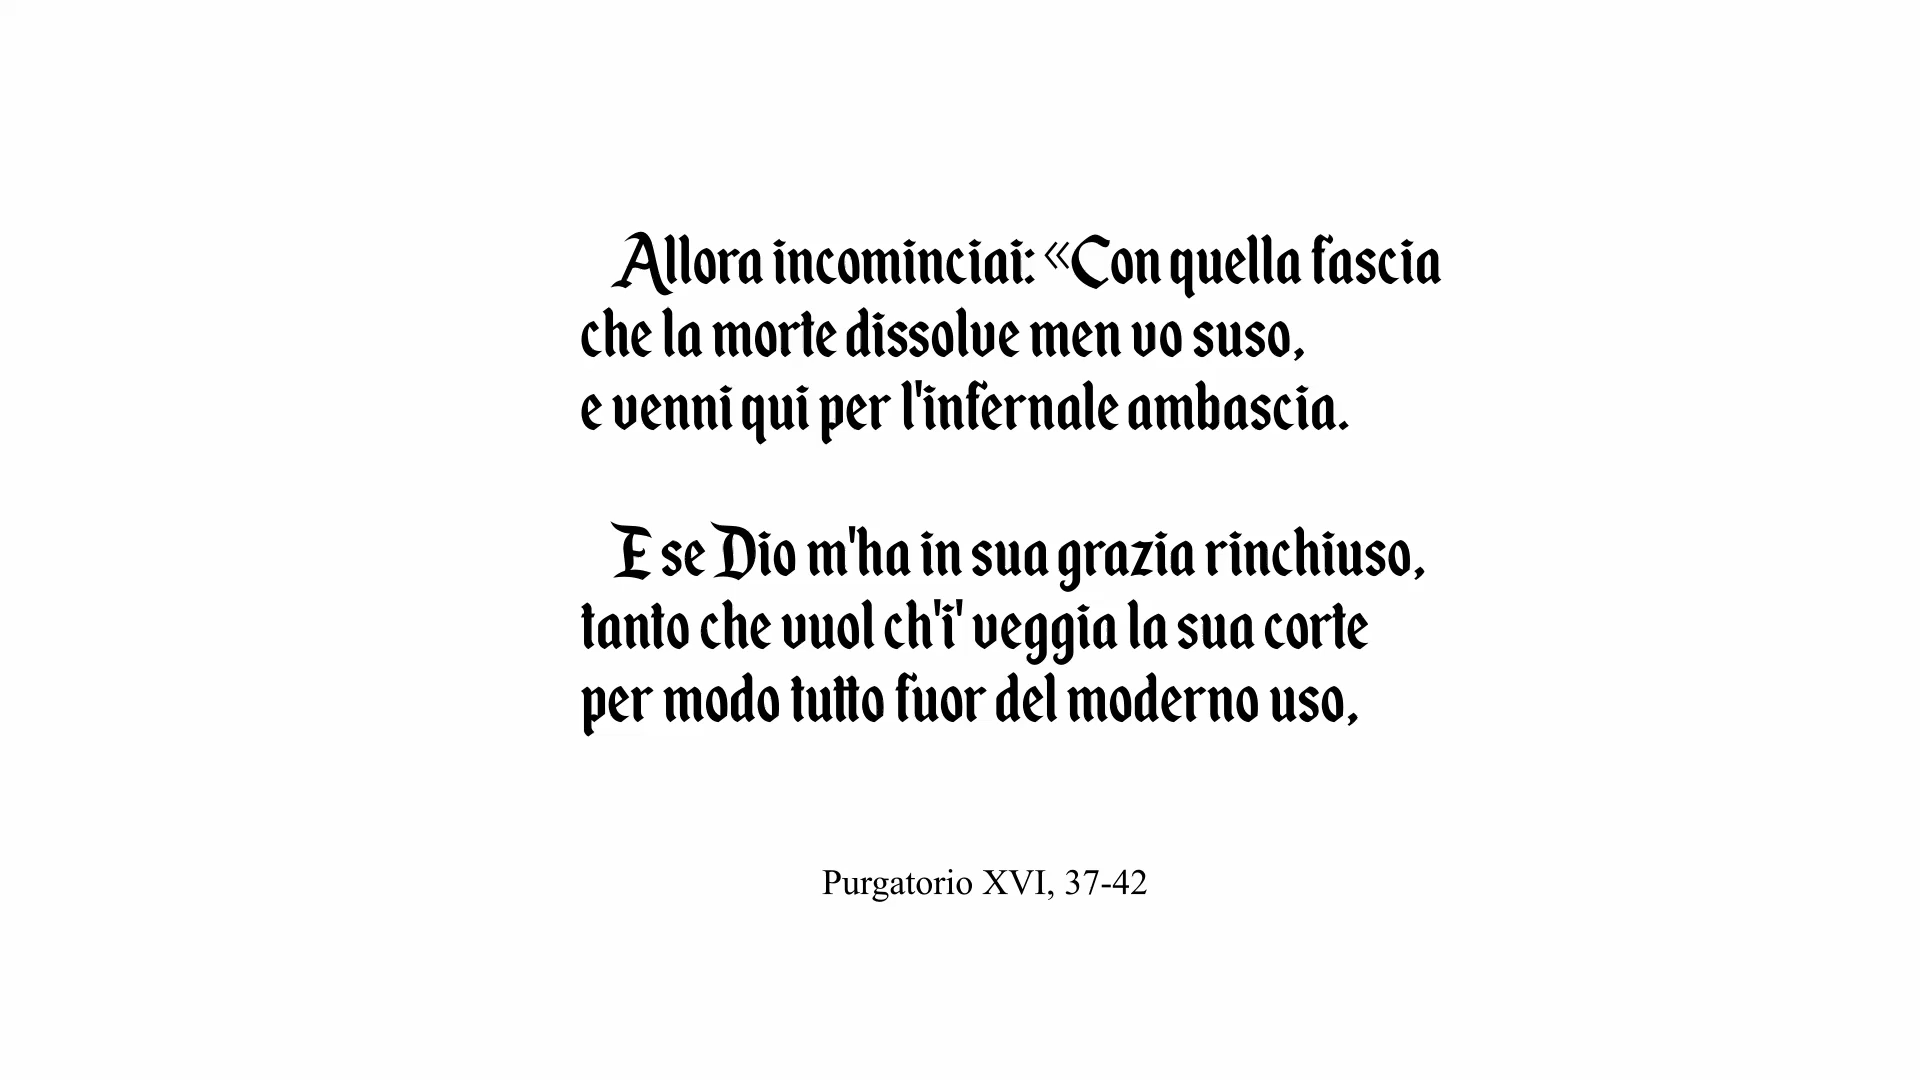 Allora incominciai: «Con quella fascia
che la morte dissolve men vo suso,
e venni qui per l'infernale ambascia.
E se Dio m'ha in sua grazia rinchiuso,
tanto che vuol ch'i' veggia la sua corte
per modo tutto fuor del moderno uso,
Purgatorio XVI, 37-42